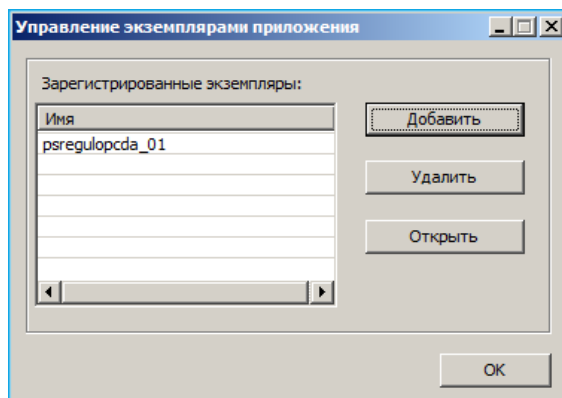 Управление экземплярами приложения
Зарегистрированные экземпляры:
Имя
Добавить
psregulopcda_01
Удалить
Открыть
OK